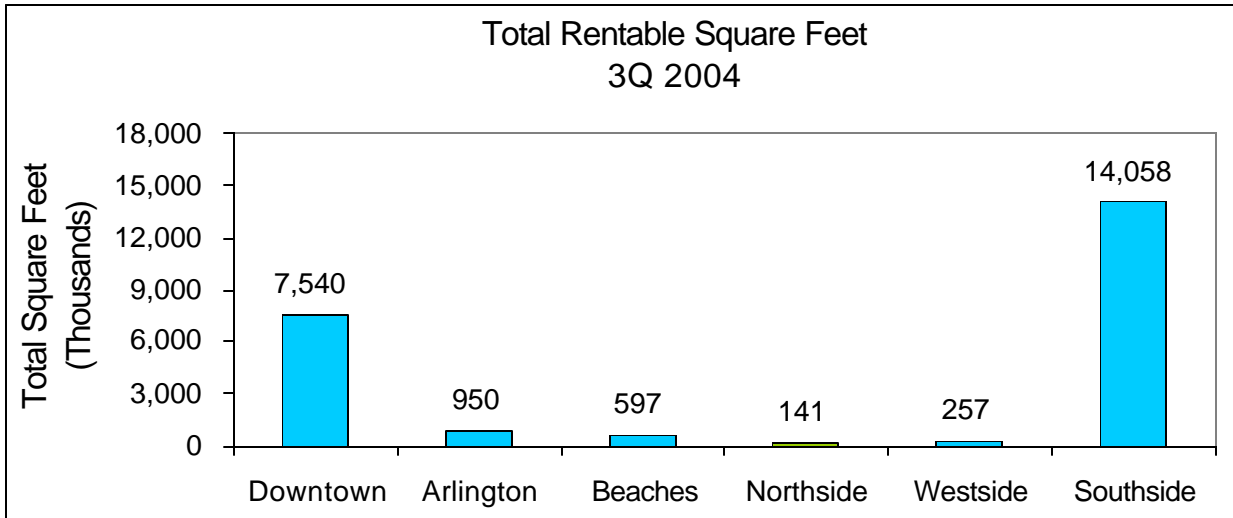 Total Rentable Square Feet
3Q 2004
Total Square Feet
(Thousands)
18,000
15,000
12,000
9,000
6,000
3,000
0
7,540
950
597
141
257
14,058
Downtown
Arlington
Beaches
Northside
Westside
Southside